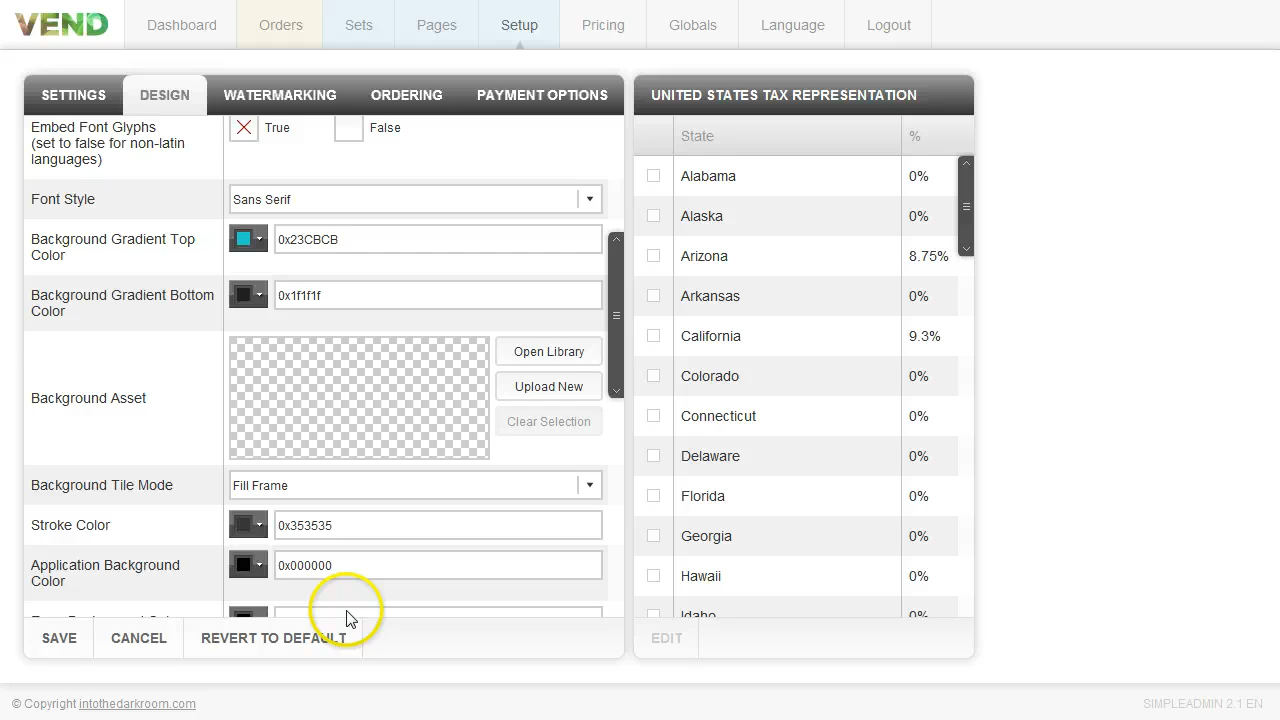 VEND
Dashboard
Orders
Sets
Pages
Setup
Pricing
Globals
Language
Logout
SETTINGS
DESIGN
WATERMARKING
ORDERING
PAYMENT OPTIONS
Embed Font Glyphs
(set to false for non-latin
languages)
True
False
Font Style
Sans Serif
Background Gradient Top
Color
0x23CBCB
Background Gradient Bottom
Color
0x1f1f1f
Background Asset
Open Library
Upload New
Clear Selection
Background Tile Mode
Fill Frame
Stroke Color
0x353535
Application Background
Color
0x000000
SAVE
CANCEL
REVERT TO DEFAULT
UNITED STATES TAX REPRESENTATION
State
%
Alabama
0%
Alaska
0%
Arizona
8.75%
Arkansas
0%
California
9.3%
Colorado
0%
Connecticut
0%
Delaware
0%
Florida
0%
Georgia
0%
Hawaii
0%
Idaho
0%
EDIT
© Copyright intothedarkroom.com
SIMPLEADMIN 2.1 EN